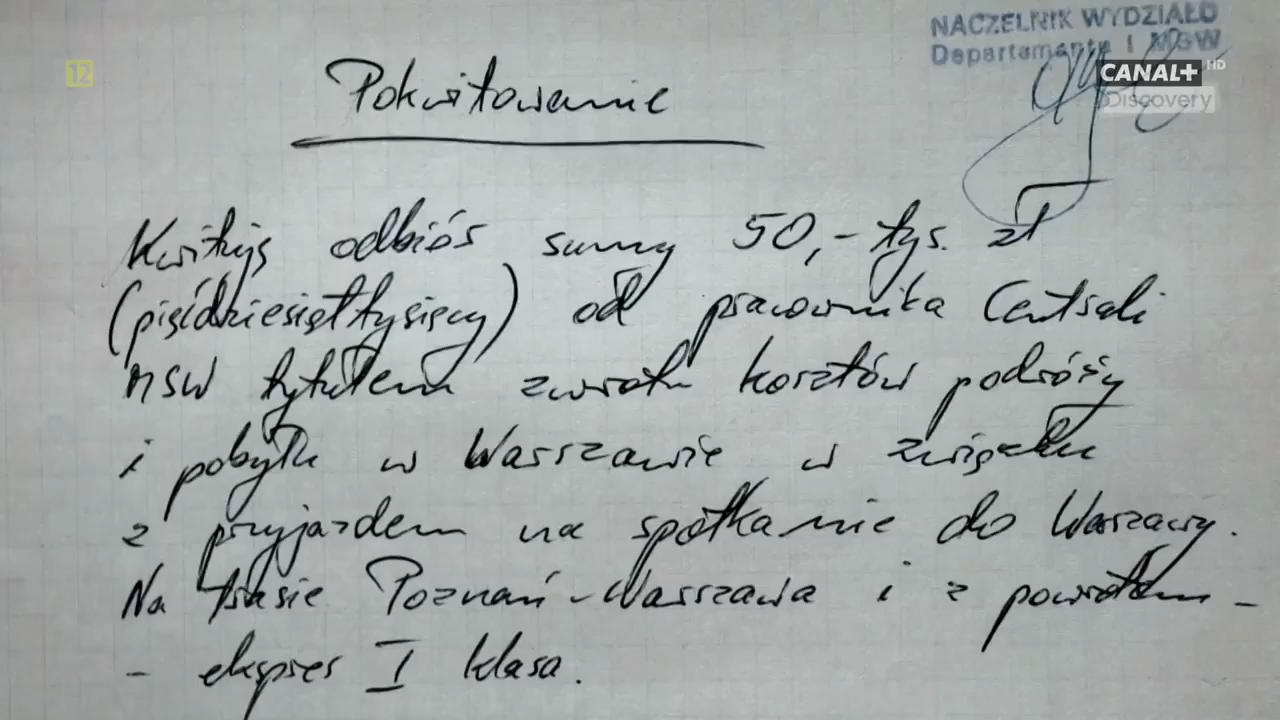 12
NACZELNIK WYDZIAŁU
Departamentu I MSW
CANAL+ HD
Discovery
Pokwitowanie
Kwituję odbiór sumy 50,- tys. zł
(pięćdziesiąt tysięcy) od pracownika Centrali
MSW tytułem zwrotu kosztów podróży
i pobytu w Warszawie w związku
z przyjazdem na spotkanie do Warszawy.
Na trasie Poznań-Warszawa i z powrotem -
- ekspres I klasa.